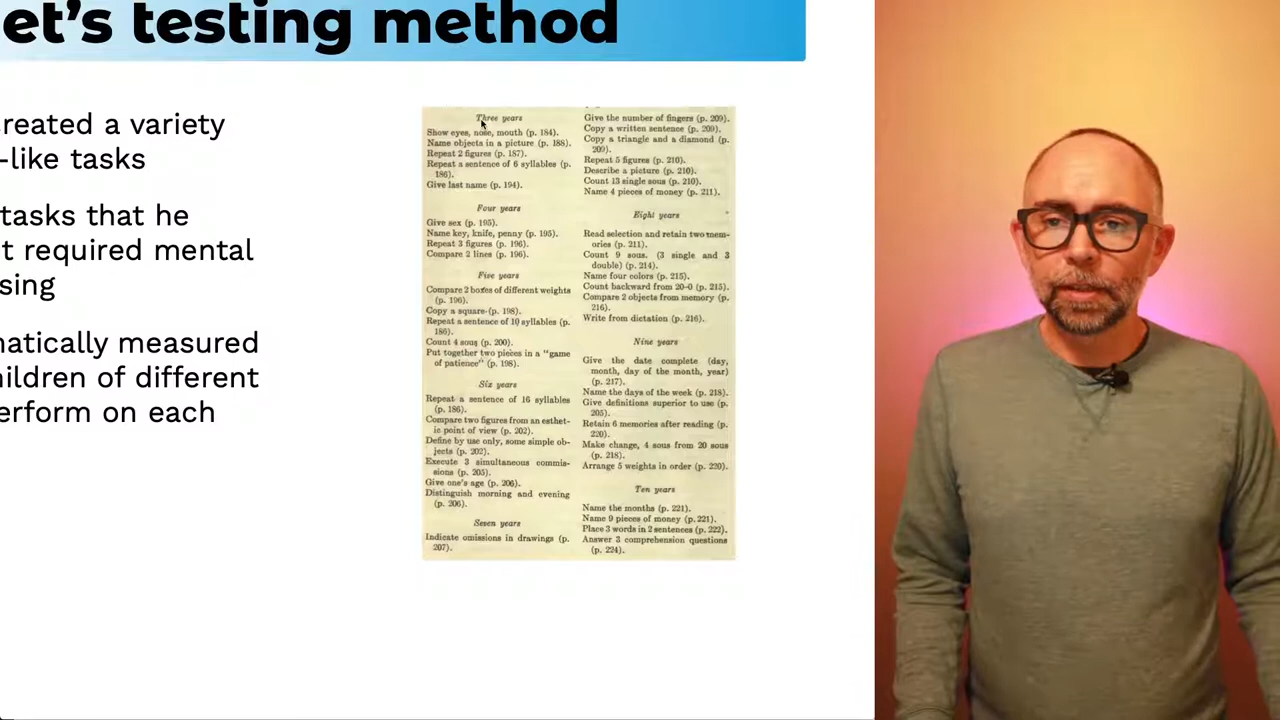 et’s testing method
reated a variety
-like tasks
tasks that he
t required mental
sing
natically measured
hildren of different
erform on each
Three years
Show eyes, nose, mouth (p. 184).
Name objects in a picture (p. 188).
Repeat 2 figures (p. 187).
Repeat a sentence of 6 syllables (p.
186).
Give last name (p. 194).
Four years
Give sex (p. 195).
Name key, knife, penny (p. 195).
Repeat 3 figures (p. 196).
Compare 2 lines (p. 196).
Five years
Compare 2 boxes of different weights
(p. 196).
Copy a square (p. 198).
Repeat a sentence of 10 syllables (p.
186).
Count 4 sous (p. 200).
Put together two pieces in a “game
of patience” (p. 198).
Six years
Repeat a sentence of 16 syllables
(p. 186).
Compare two figures from an esthet-
ic point of view (p. 202).
Define by use only, some simple ob-
jects (p. 202).
Execute 3 simultaneous commis-
sions (p. 205).
Give one’s age (p. 206).
Distinguish morning and evening
(p. 206).
Seven years
Indicate omissions in drawings (p.
207).
Give the number of fingers (p. 209).
Copy a written sentence (p. 209).
Copy a triangle and a diamond (p.
209).
Repeat 5 figures (p. 210).
Describe a picture (p. 210).
Count 13 single sous (p. 210).
Name 4 pieces of money (p. 211).
Eight years
Read selection and retain two mem-
ories (p. 211).
Count 9 sous. (3 single and 3
double) (p. 214).
Name four colors (p. 215).
Count backward from 20-0 (p. 215).
Compare 2 objects from memory (p.
216).
Write from dictation (p. 216).
Nine years
Give the date complete (day,
month, day of the month, year)
(p. 217).
Name the days of the week (p. 218).
Give definitions superior to use (p.
205).
Retain 6 memories after reading (p.
220).
Make change, 4 sous from 20 sous
(p. 218).
Arrange 5 weights in order (p. 220).
Ten years
Name the months (p. 221).
Name 9 pieces of money (p. 221).
Place 3 words in 2 sentences (p. 222).
Answer 3 comprehension questions
(p. 224).